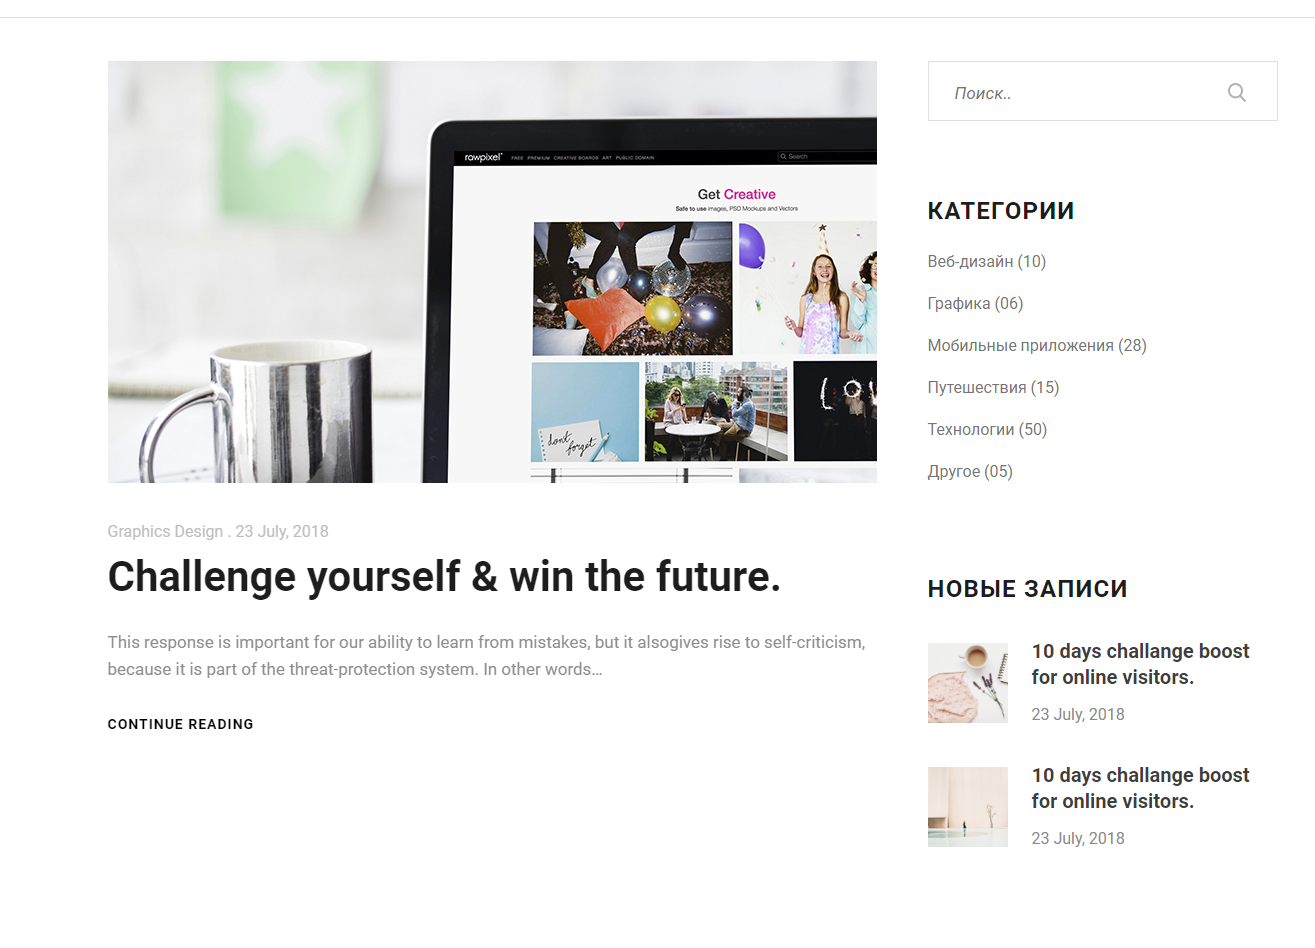 rawpixel
FREE PREMIUM CREATIVE BOARDS ART PUBLIC DOMAIN
Search
Get Creative
Safe to use images, PSD Mockups and Vectors
dont
forget
Graphics Design . 23 July, 2018
Challenge yourself & win the future.
This response is important for our ability to learn from mistakes, but it alsogives rise to self-criticism,
because it is part of the threat-protection system. In other words…
CONTINUE READING
Поиск..
КАТЕГОРИИ
Веб-дизайн (10)
Графика (06)
Мобильные приложения (28)
Путешествия (15)
Технологии (50)
Другое (05)
НОВЫЕ ЗАПИСИ
10 days challange boost
for online visitors.
23 July, 2018
10 days challange boost
for online visitors.
23 July, 2018